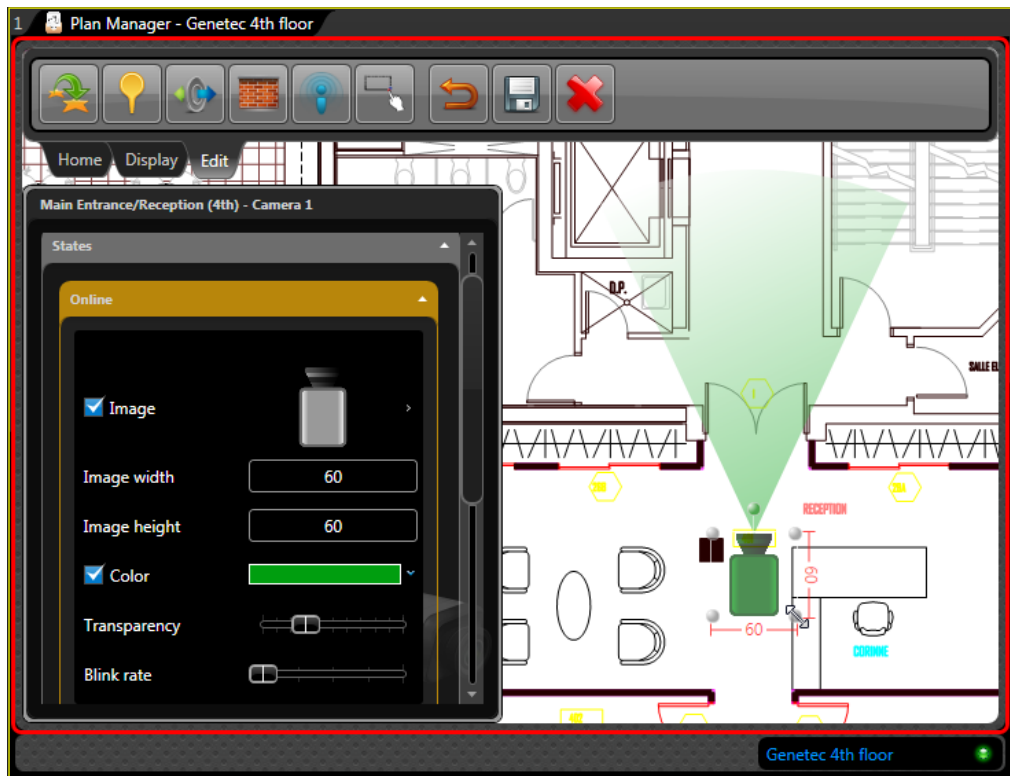 1 Plan Manager - Genetec 4th floor
Home Display Edit
Main Entrance/Reception (4th) - Camera 1
States
Online
Image
Image width 60
Image height 60
Color
Transparency
Blink rate
D.P.
SALLE EL
RECEPTION
60
60
CORINNE
Genetec 4th floor